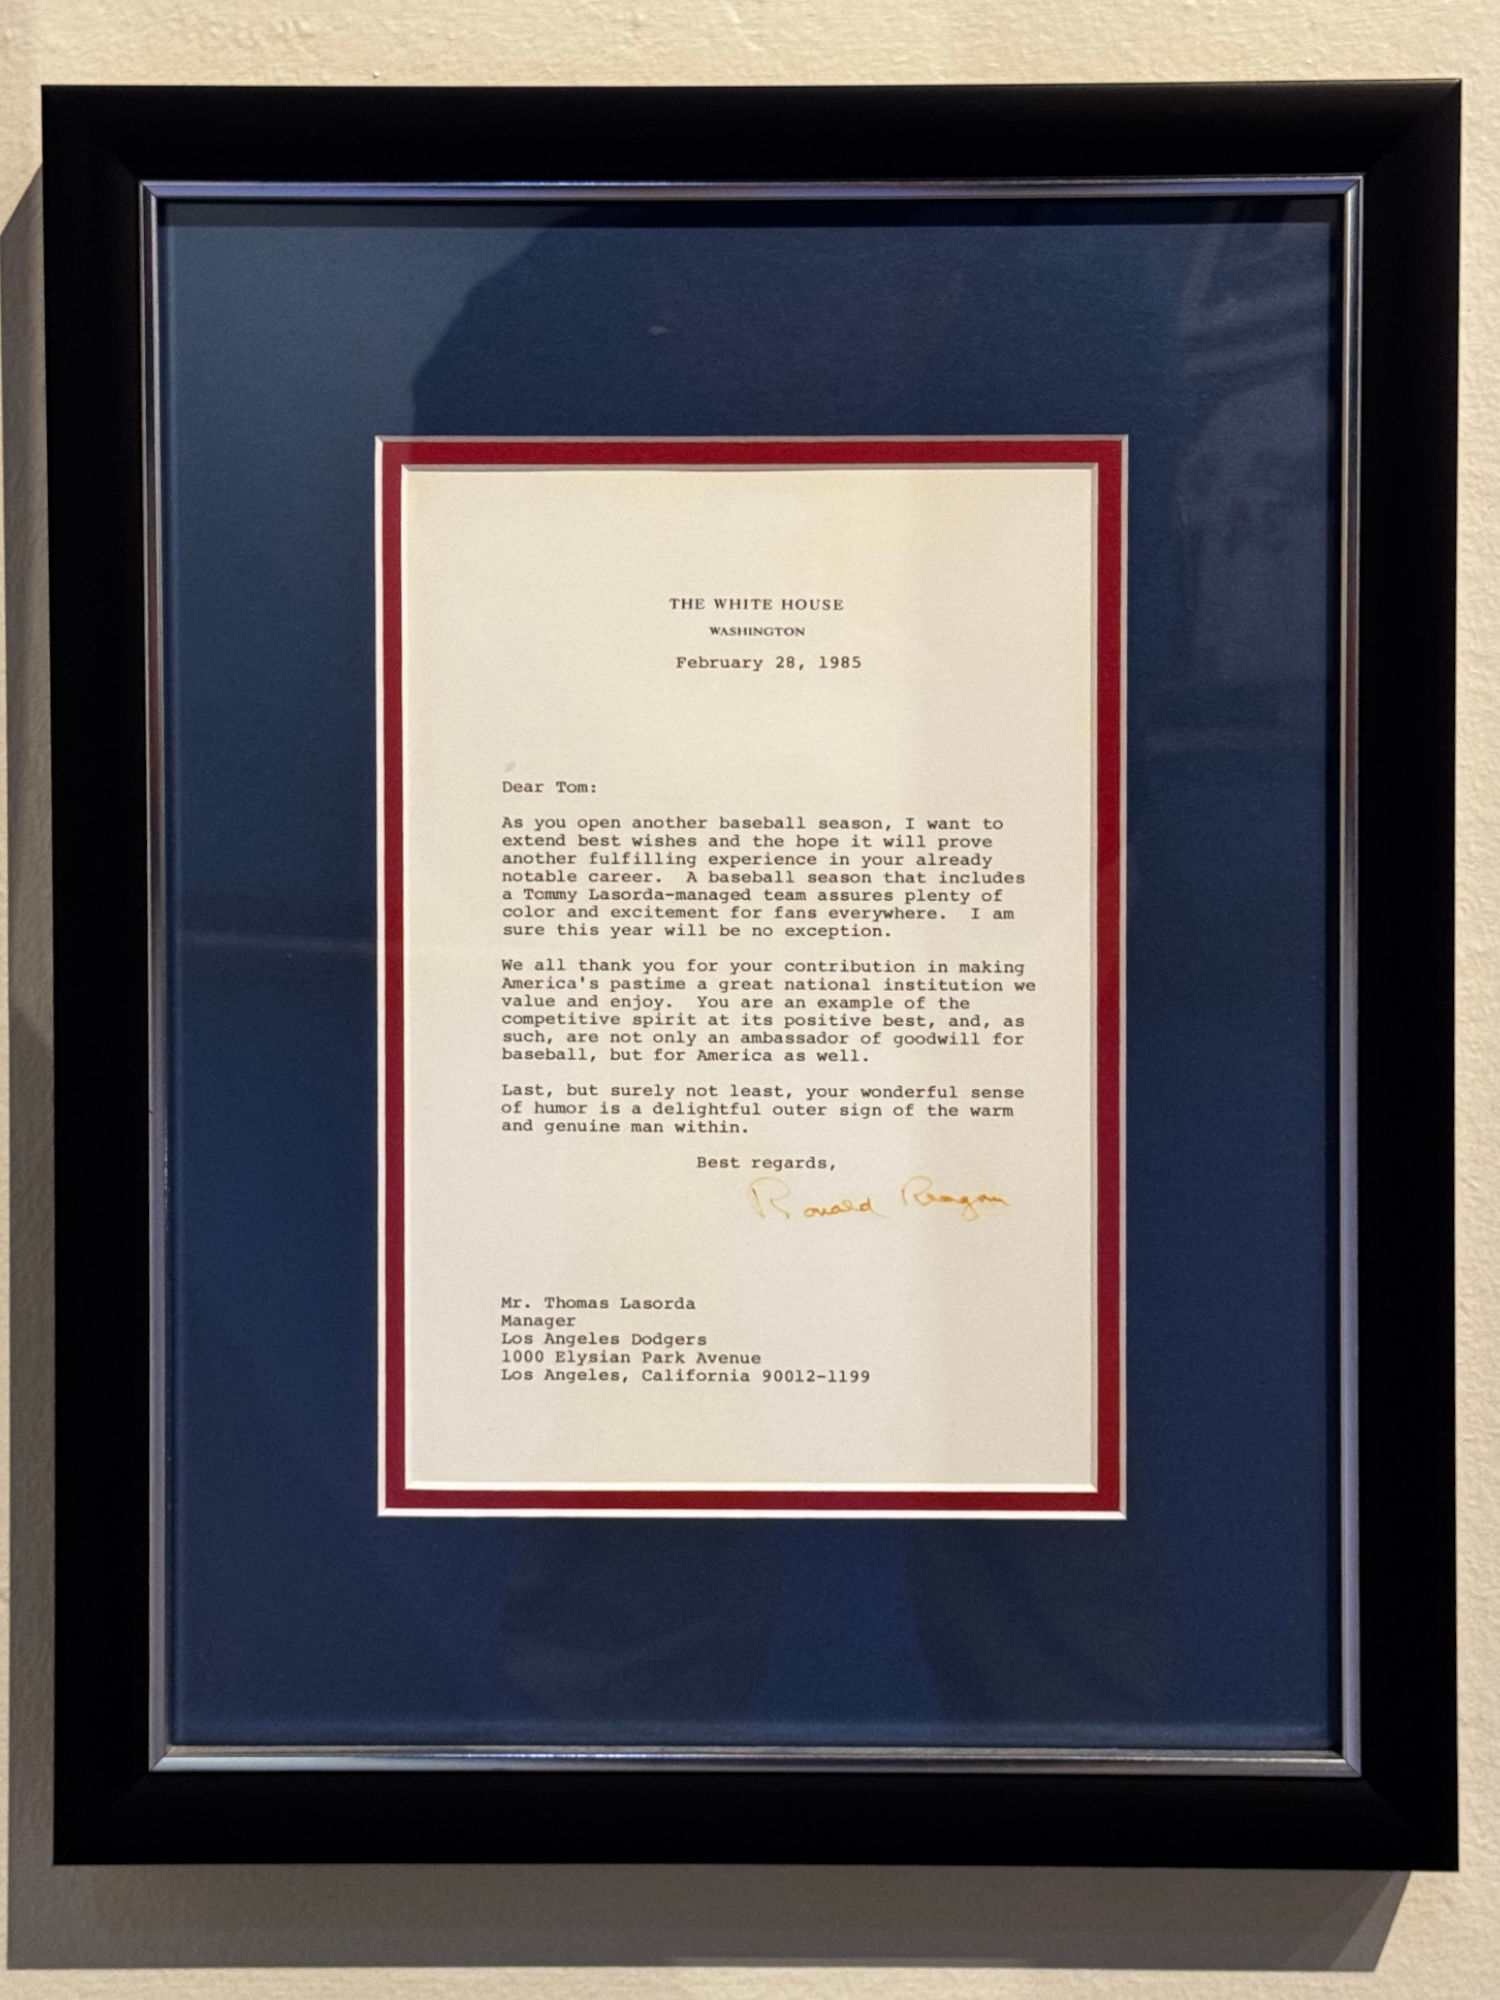 THE WHITE HOUSE
WASHINGTON
February 28, 1985
Dear Tom:
As you open another baseball season, I want to
extend best wishes and the hope it will prove
another fulfilling experience in your already
notable career.  A baseball season that includes
a Tommy Lasorda-managed team assures plenty of
color and excitement for fans everywhere.  I am
sure this year will be no exception.
We all thank you for your contribution in making
America's pastime a great national institution we
value and enjoy.  You are an example of the
competitive spirit at its positive best, and, as
such, are not only an ambassador of goodwill for
baseball, but for America as well.
Last, but surely not least, your wonderful sense
of humor is a delightful outer sign of the warm
and genuine man within.
Best regards,
Ronald Reagan
Mr. Thomas Lasorda
Manager
Los Angeles Dodgers
1000 Elysian Park Avenue
Los Angeles, California 90012-1199